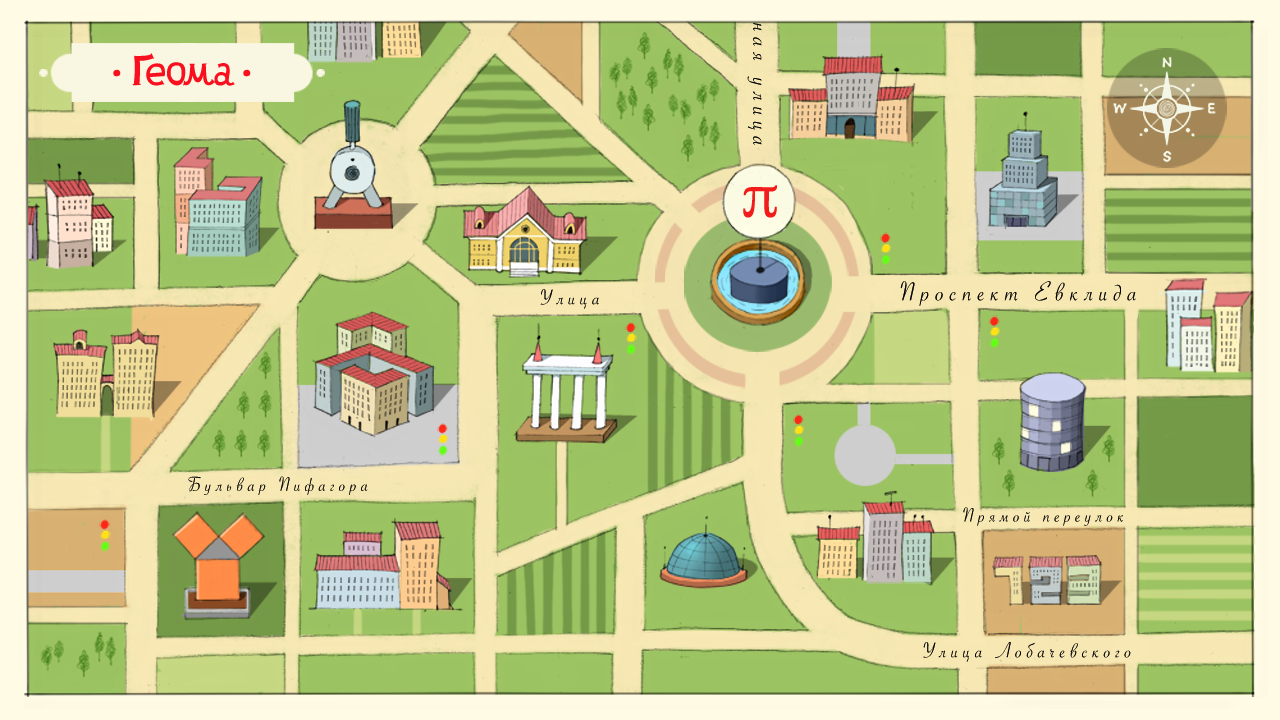 Геома
N
W E
S
ная улица
π
Улица
Проспект Евклида
Бульвар Пифагора
Прямой переулок
Улица Лобачевского